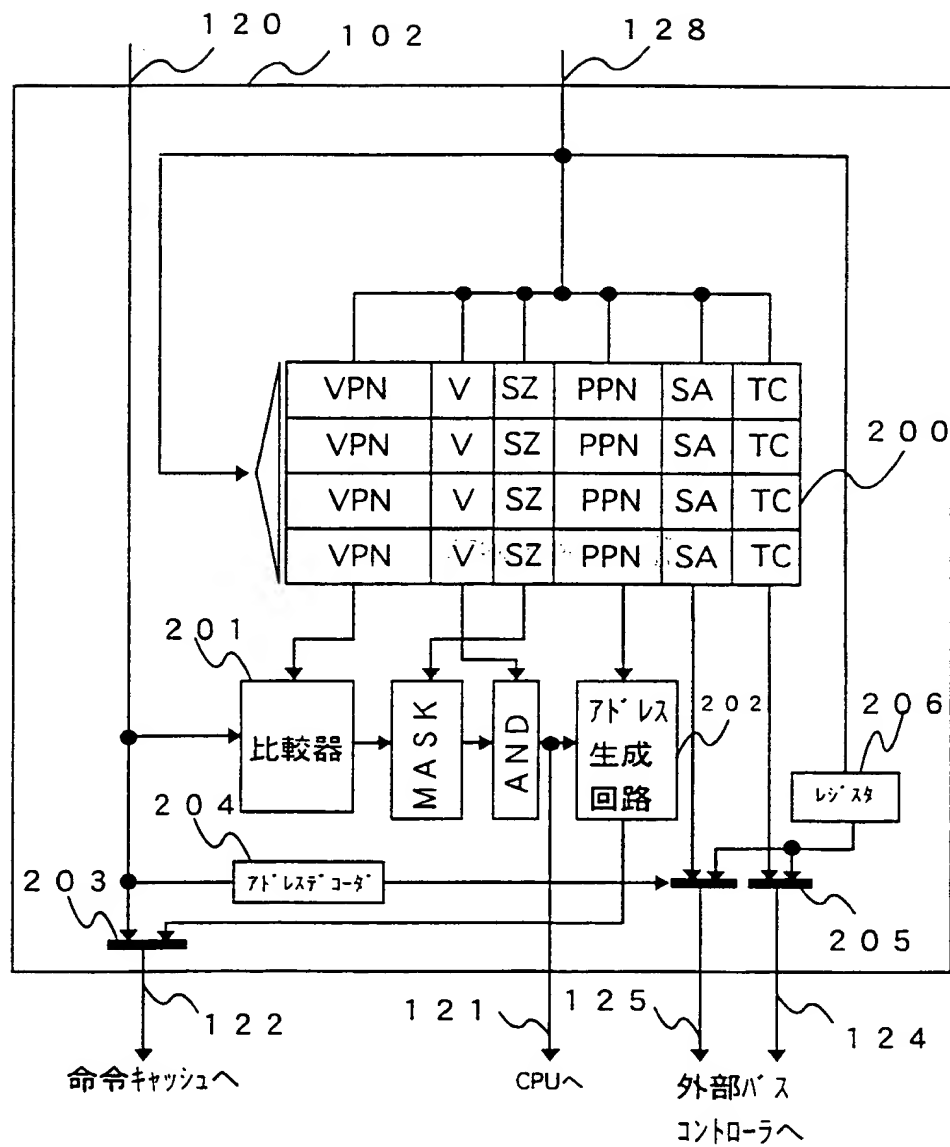 １２０
１０２
１２８
VPN V SZ PPN SA TC
VPN V SZ PPN SA TC
VPN V SZ PPN SA TC
VPN V SZ PPN SA TC
２００
２０１
比較器
MASK
AND
ｱﾄﾞﾚｽ
生成
回路
２０２
２０６
ﾚｼﾞｽﾀ
２０４
ｱﾄﾞﾚｽﾃﾞｺｰﾀﾞ
２０３
２０５
１２２
１２１
１２５
１２４
命令ｷｬｯｼｭへ
CPUへ
外部ﾊﾞｽ
ｺﾝﾄﾛｰﾗへ